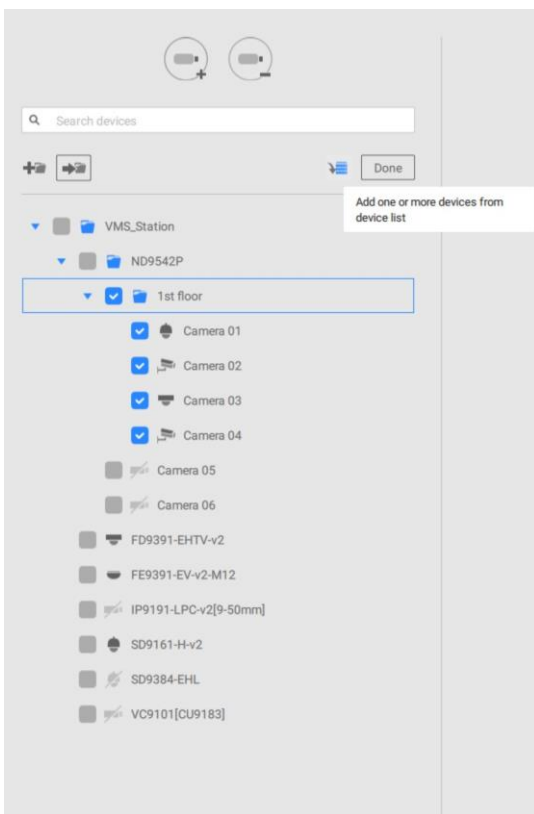 Search devices
Done
Add one or more devices from
device list
VMS_Station
ND9542P
1st floor
Camera 01
Camera 02
Camera 03
Camera 04
Camera 05
Camera 06
FD9391-EHTV-v2
FE9391-EV-v2-M12
IP9191-LPC-v2[9-50mm]
SD9161-H-v2
SD9384-EHL
VC9101[CU9183]